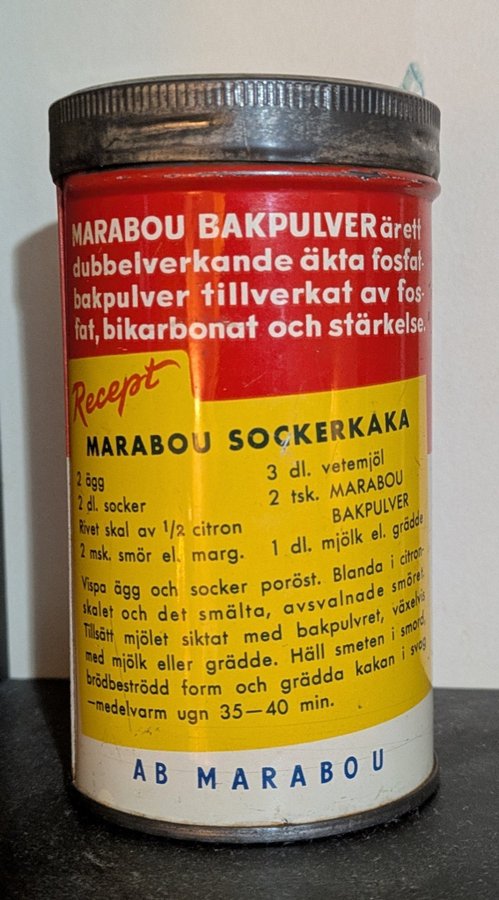 MARABOU BAKPULVER är ett
dubbelverkande äkta fosfat-
bakpulver tillverkat av fos-
fat, bikarbonat och stärkelse.
Recept
MARABOU SOCKERKAKA
2 ägg
2 dl. socker
Rivet skal av 1/2 citron
2 msk. smör el. marg.
3 dl. vetemjöl
2 tsk. MARABOU
BAKPULVER
1 dl. mjölk el. grädde
Vispa ägg och socker poröst. Blanda i citron-
skalet och det smälta, avsvalnade smöret.
Tillsätt mjölet siktat med bakpulvret, växelvis
med mjölk eller grädde. Häll smeten i smord,
brödbeströdd form och grädda kakan i svag
—medelvarm ugn 35—40 min.
AB MARABOU